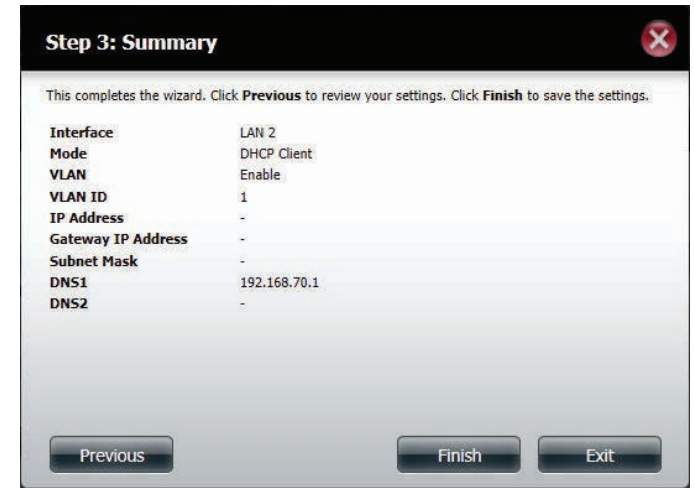 Step 3: Summary
This completes the wizard. Click Previous to review your settings. Click Finish to save the settings.
Interface LAN 2
Mode DHCP Client
VLAN Enable
VLAN ID 1
IP Address -
Gateway IP Address -
Subnet Mask -
DNS1 192.168.70.1
DNS2 -
Previous Finish Exit